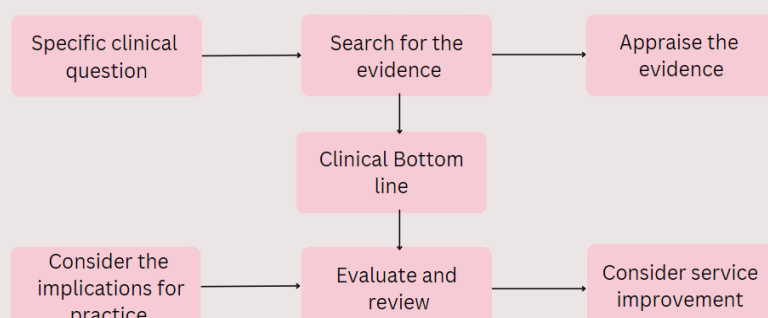 Specific clinical
question
Search for the
evidence
Appraise the
evidence
Clinical Bottom
line
Consider the
implications for
practice
Evaluate and
review
Consider service
improvement